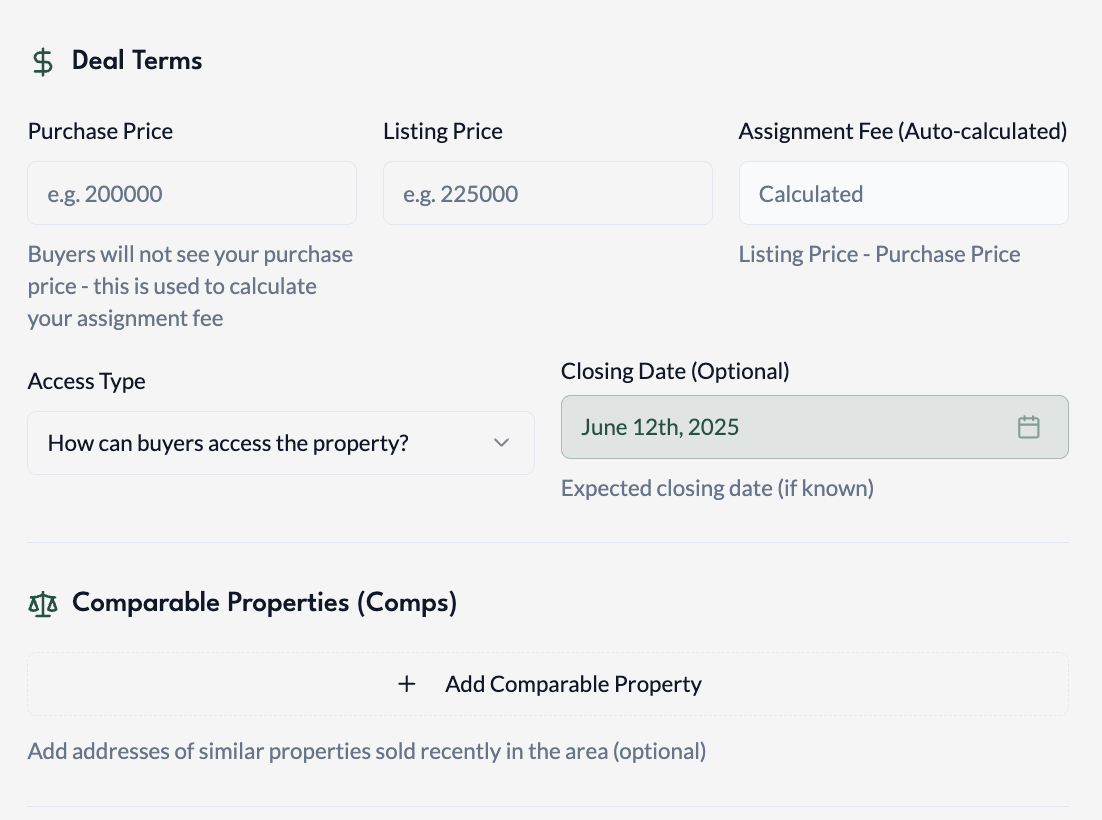 Deal Terms
Purchase Price
Listing Price
Assignment Fee (Auto-calculated)
e.g. 200000
e.g. 225000
Calculated
Buyers will not see your purchase
price - this is used to calculate
your assignment fee
Listing Price - Purchase Price
Access Type
How can buyers access the property?
Closing Date (Optional)
June 12th, 2025
Expected closing date (if known)
Comparable Properties (Comps)
+ Add Comparable Property
Add addresses of similar properties sold recently in the area (optional)